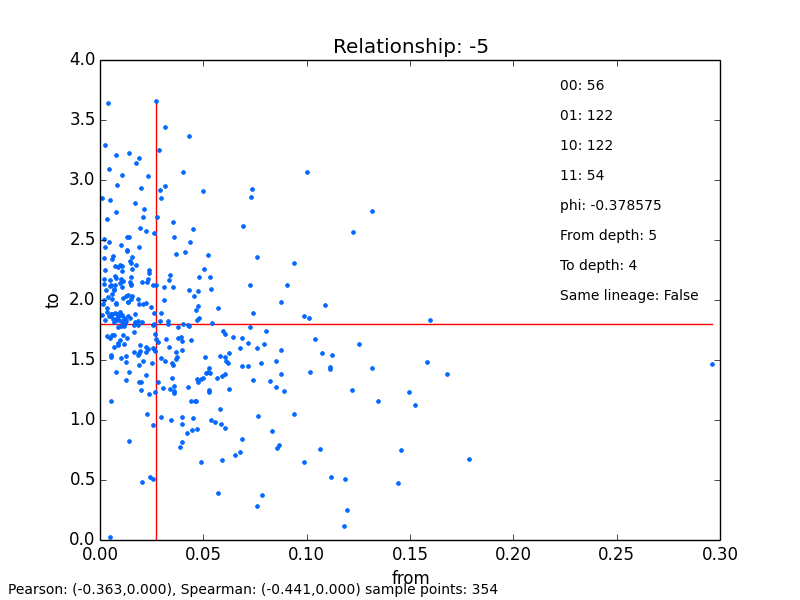 Relationship: -5
4.0
3.5
3.0
2.5
2.0
1.5
1.0
0.5
0.0
to
00: 56
01: 122
10: 122
11: 54
phi: -0.378575
From depth: 5
To depth: 4
Same lineage: False
0.00 0.05 0.10 0.15 0.20 0.25 0.30
from
Pearson: (-0.363,0.000), Spearman: (-0.441,0.000) sample points: 354